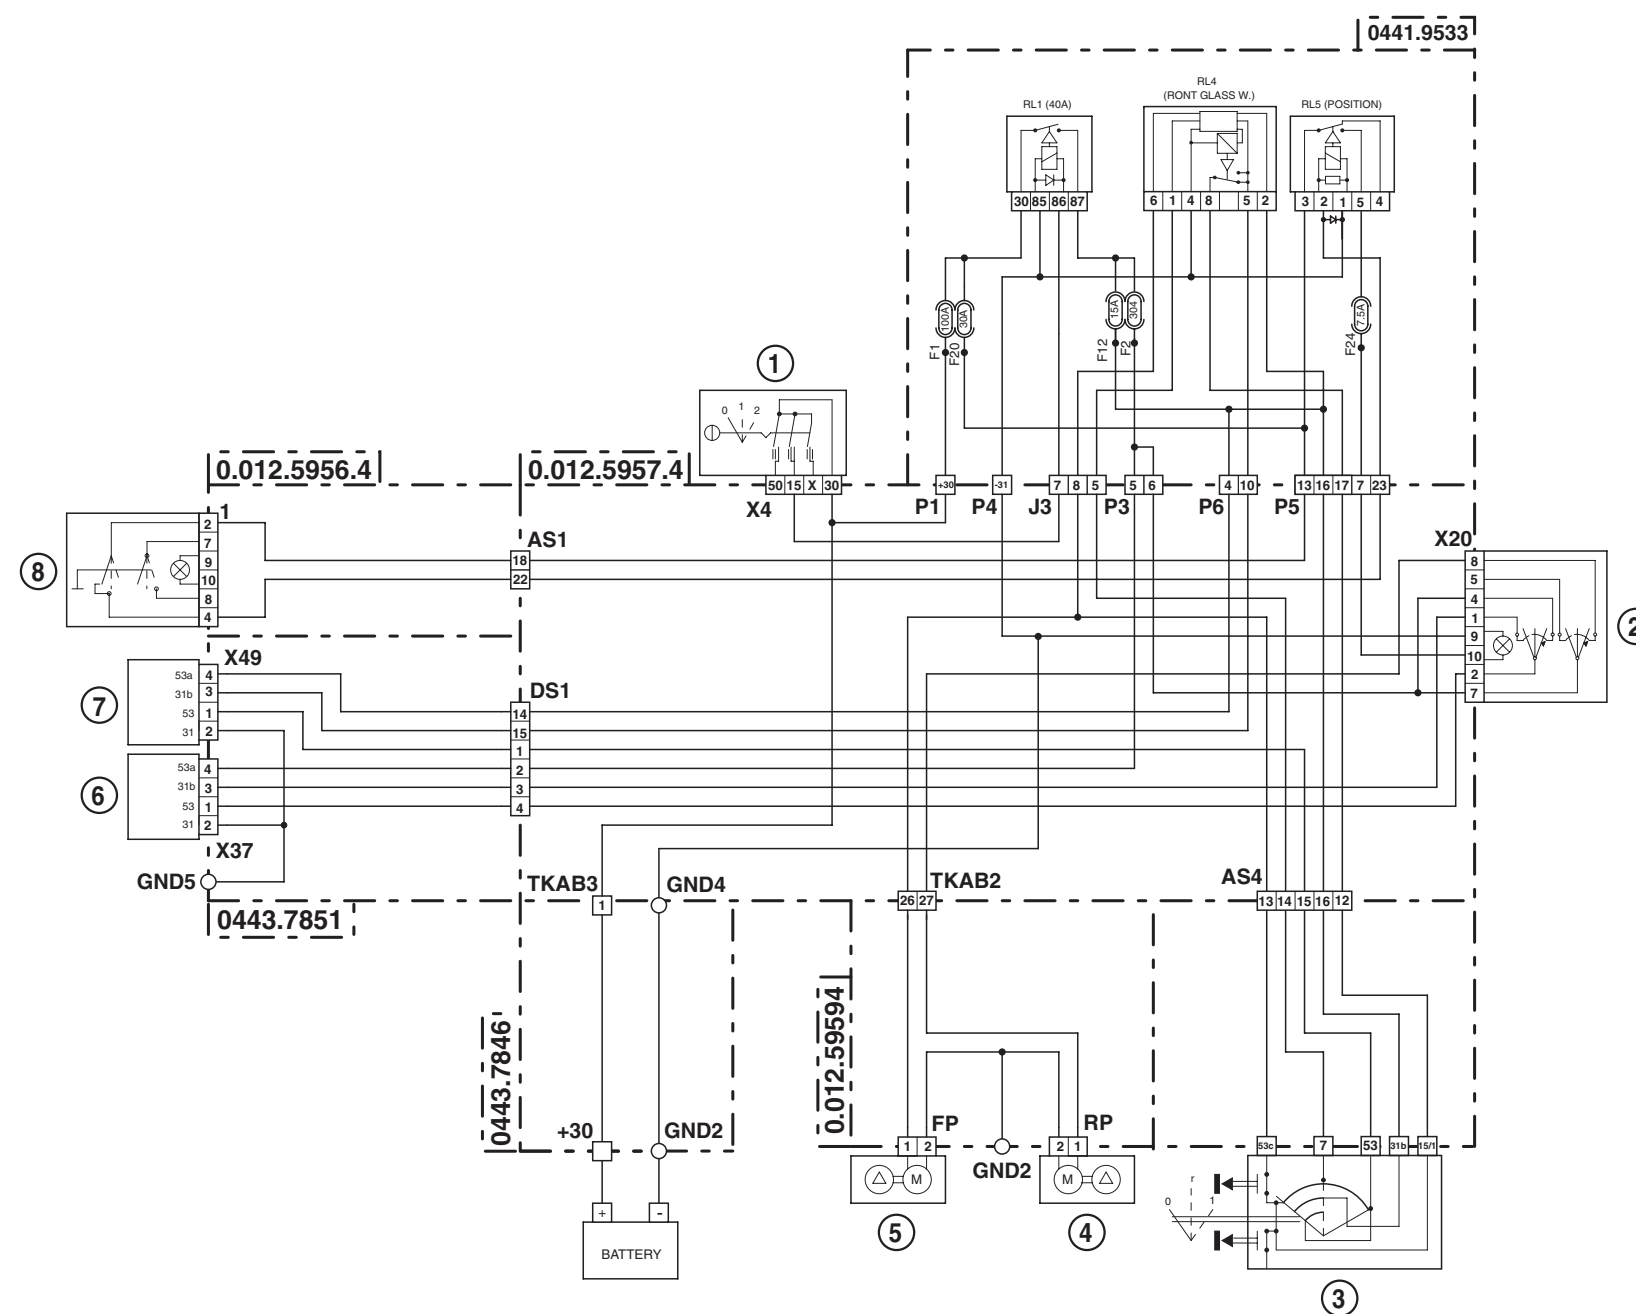 0441.9533
RL4
(RONT GLASS W.)
RL1 (40A)
RL5 (POSITION)
30 85 86 87
6 1 4 8 5 2
3 2 1 5 4
100A
30A
15A
304
7.5A
F1
F20
F12
F2
F24
1
0 1 2
0.012.5956.4
0.012.5957.4
50 15 X 30
X4
+30
P1
-31
P4
7 8 5
J3
5 6
P3
4 10
P6
13 16 17 7 23
P5
1
2
7
9
10
8
4
8
AS1
18
22
X20
8
5
4
1
9
10
2
7
2
X49
53a 4
31b 3
53 1
31 2
7
DS1
14
15
1
2
3
4
53a 4
31b 3
53 1
31 2
6
X37
GND5
0443.7851
TKAB3
1
GND4
TKAB2
26 27
AS4
13 14 15 16 12
0443.7846
0.012.59594
+30
GND2
FP
1 2
GND2
RP
2 1
53c
7
53
31b
15/1
M
M
5
4
+
-
BATTERY
r
0
1
3